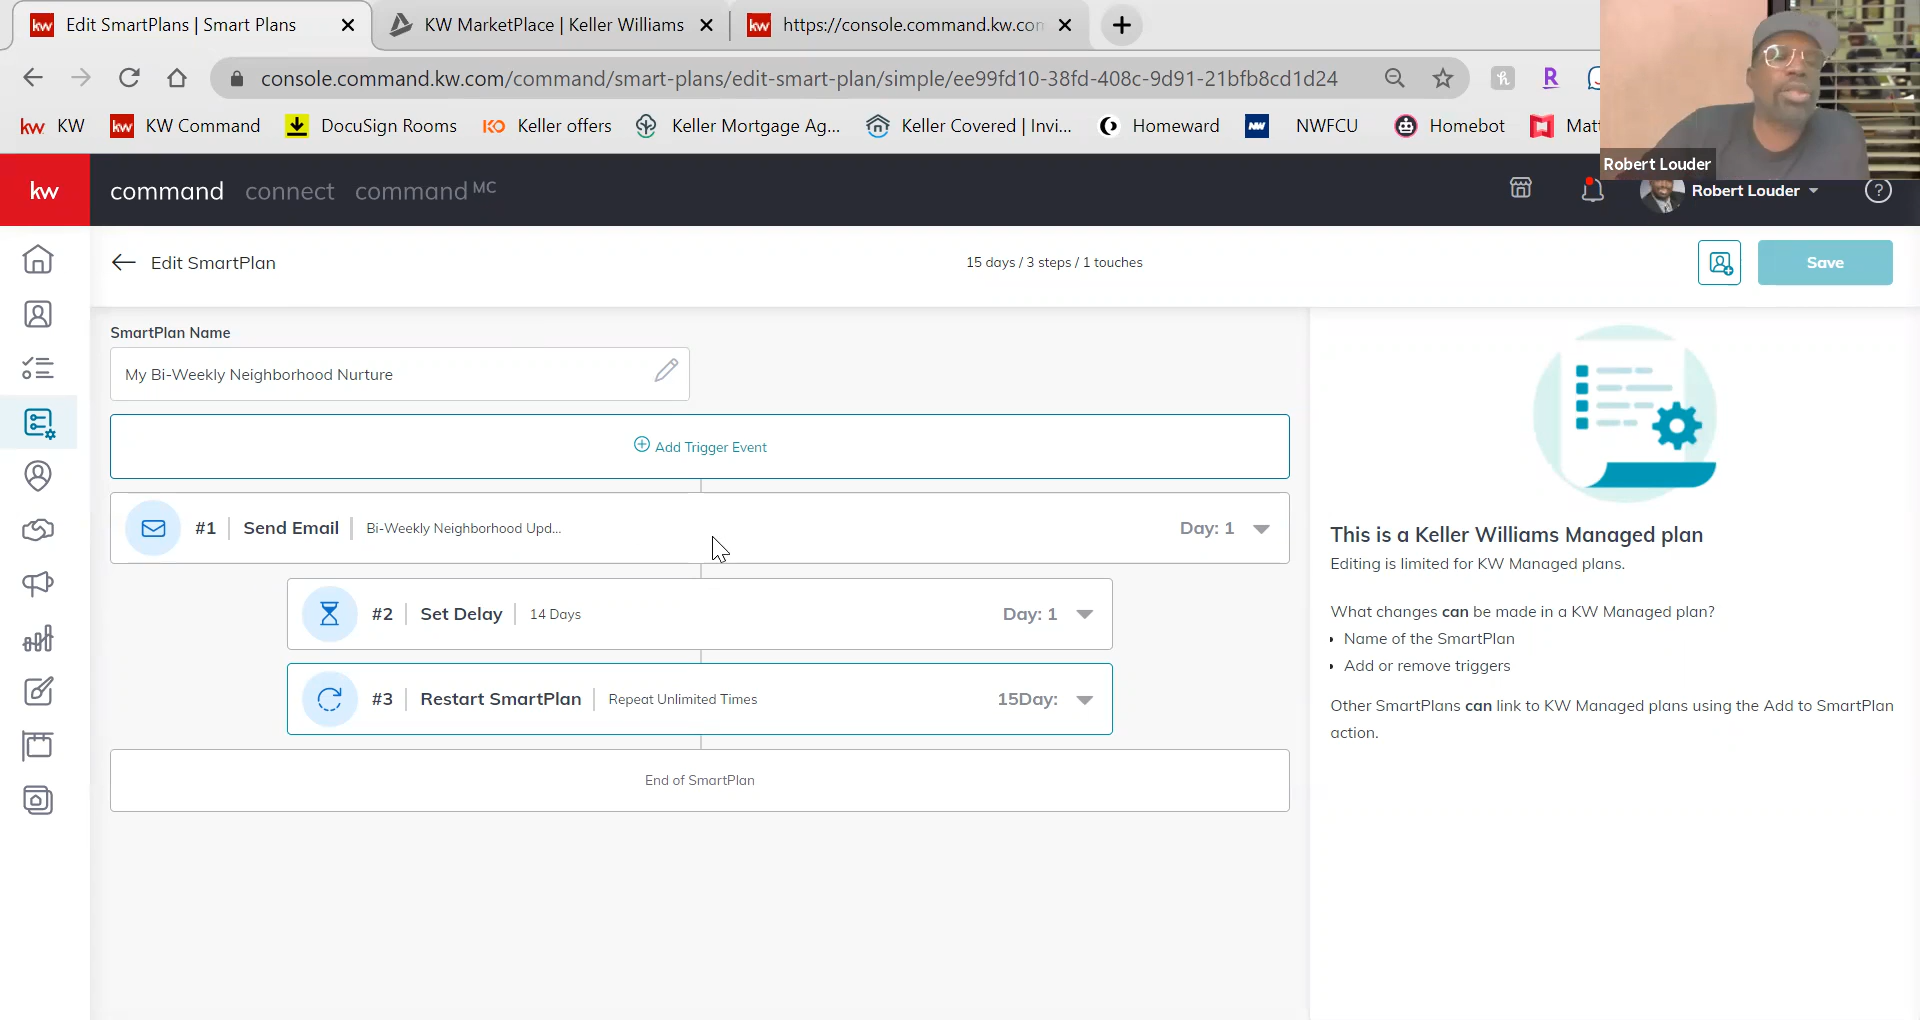 Edit SmartPlans | Smart Plans
KW MarketPlace | Keller Williams
kw https://console.command.kw.com
console.command.kw.com/command/smart-plans/edit-smart-plan/simple/ee99fd10-38fd-408c-9d91-21bfb8cd1d24
kw KW
kw KW Command
DocuSign Rooms
KO Keller offers
Keller Mortgage Ag...
Keller Covered | Invi...
Homeward
NW NWFCU
Homebot
Robert Louder
kw command connect command MC
Robert Louder
Edit SmartPlan
15 days / 3 steps / 1 touches
Save
SmartPlan Name
My Bi-Weekly Neighborhood Nurture
Add Trigger Event
#1 | Send Email | Bi-Weekly Neighborhood Upd...
Day: 1
#2 | Set Delay | 14 Days
Day: 1
#3 | Restart SmartPlan | Repeat Unlimited Times
15Day:
End of SmartPlan
This is a Keller Williams Managed plan
Editing is limited for KW Managed plans.
What changes can be made in a KW Managed plan?
• Name of the SmartPlan
• Add or remove triggers
Other SmartPlans can link to KW Managed plans using the Add to SmartPlan
action.